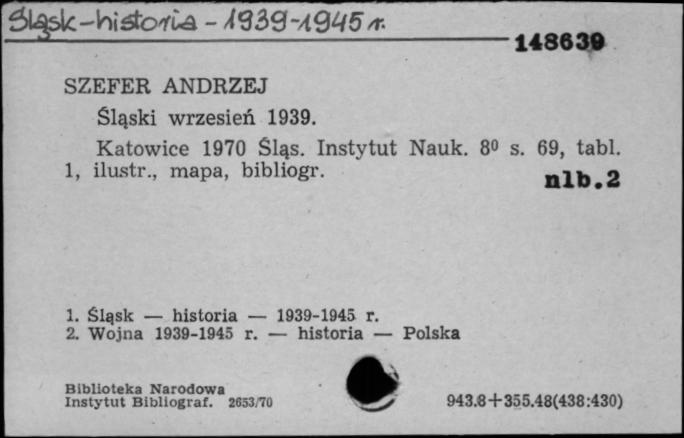 Śląsk-historia - 1939-1945 r.
148639
SZEFER ANDRZEJ
Śląski wrzesień 1939.
Katowice 1970 Śląs. Instytut Nauk. 8⁰ s. 69, tabl.
1, ilustr., mapa, bibliogr.
nlb.2
1. Śląsk — historia — 1939-1945 r.
2. Wojna 1939-1945 r. — historia — Polska
Biblioteka Narodowa
Instytut Bibliograf. 2653/70
943.8+355.48(438:430)